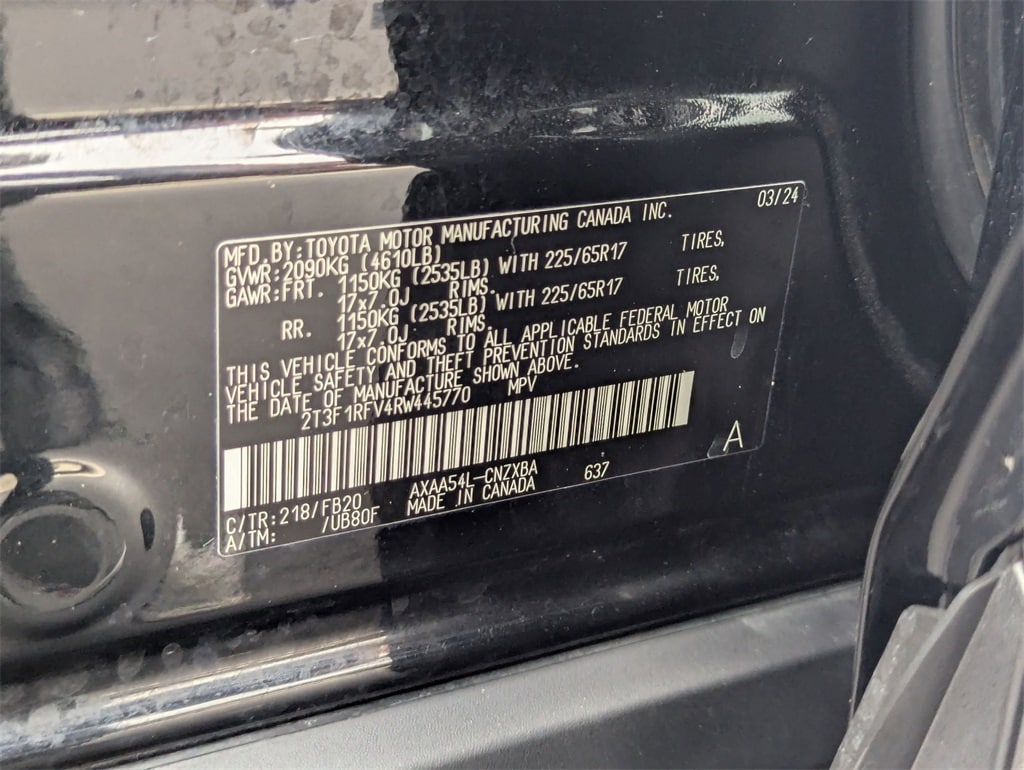 03/24
MFD. BY:TOYOTA MOTOR MANUFACTURING CANADA INC.
GVWR:2090KG (4610LB)
GAWR:FRT. 1150KG (2535LB) WITH 225/65R17 TIRES,
17x7.0J RIMS.
RR. 1150KG (2535LB) WITH 225/65R17 TIRES,
17x7.0J RIMS.
THIS VEHICLE CONFORMS TO ALL APPLICABLE FEDERAL MOTOR
VEHICLE SAFETY AND THEFT PREVENTION STANDARDS IN EFFECT ON
THE DATE OF MANUFACTURE SHOWN ABOVE.
2T3F1RFV4RW445770 MPV
A
C/TR:218/FB20 AXAA54L-CNZXBA 637
A/TM: /UB80F MADE IN CANADA